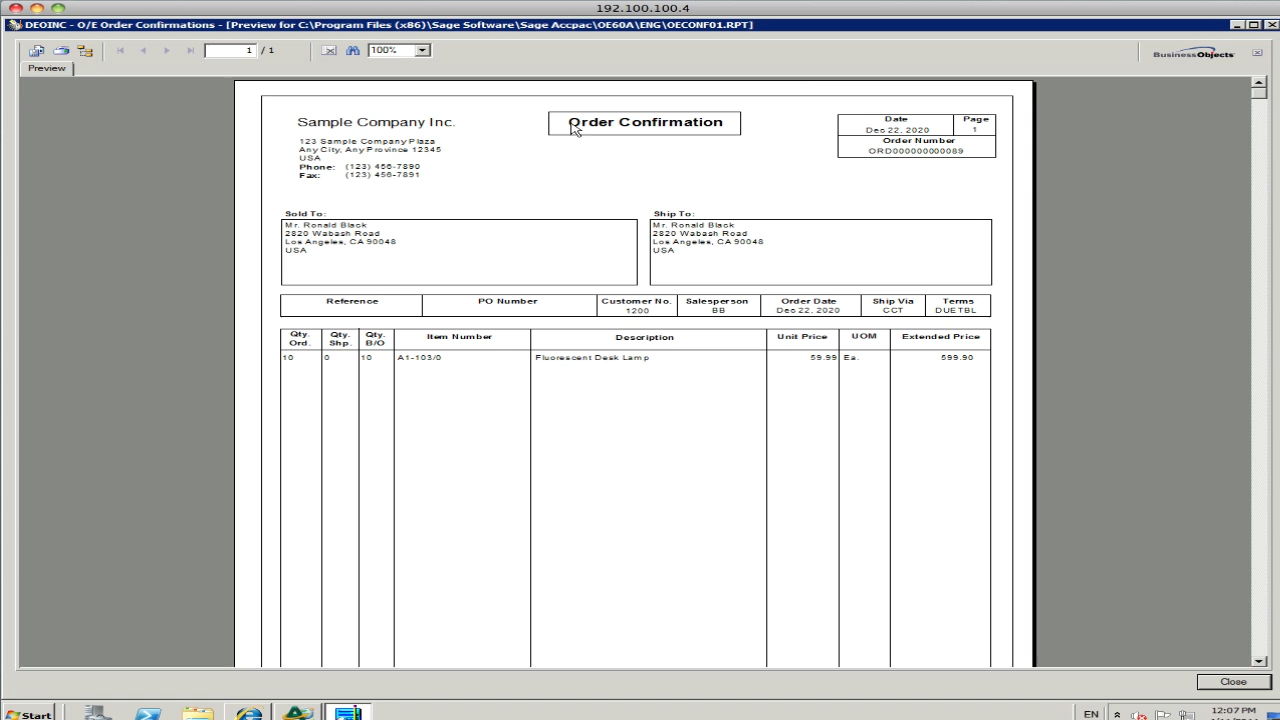 192.100.100.4
DEOINC - O/E Order Confirmations - [Preview for C:\Program Files (x86)\Sage Software\Sage Accpac\OE60A\ENG\OECONF01.RPT]
1 / 1
100%
BusinessObjects
Preview
Sample Company Inc.
123 Sample Company Plaza
Any City, Any Province 12345
USA
Phone: (123) 456-7890
Fax: (123) 456-7891
Order Confirmation
Date Page
Dec 22, 2020 1
Order Number
ORD000000000089
Sold To:
Mr. Ronald Black
2820 Wabash Road
Los Angeles, CA 90048
USA
Ship To:
Mr. Ronald Black
2820 Wabash Road
Los Angeles, CA 90048
USA
Reference PO Number Customer No. Salesperson Order Date Ship Via Terms
1200 BB Dec 22, 2020 CCT DUETBL
Qty. Ord. Qty. Shp. Qty. B/O Item Number Description Unit Price UOM Extended Price
10 0 10 A1-103/0 Fluorescent Desk Lamp 59.99 Ea. 599.90
Close
Start
EN
12:07 PM